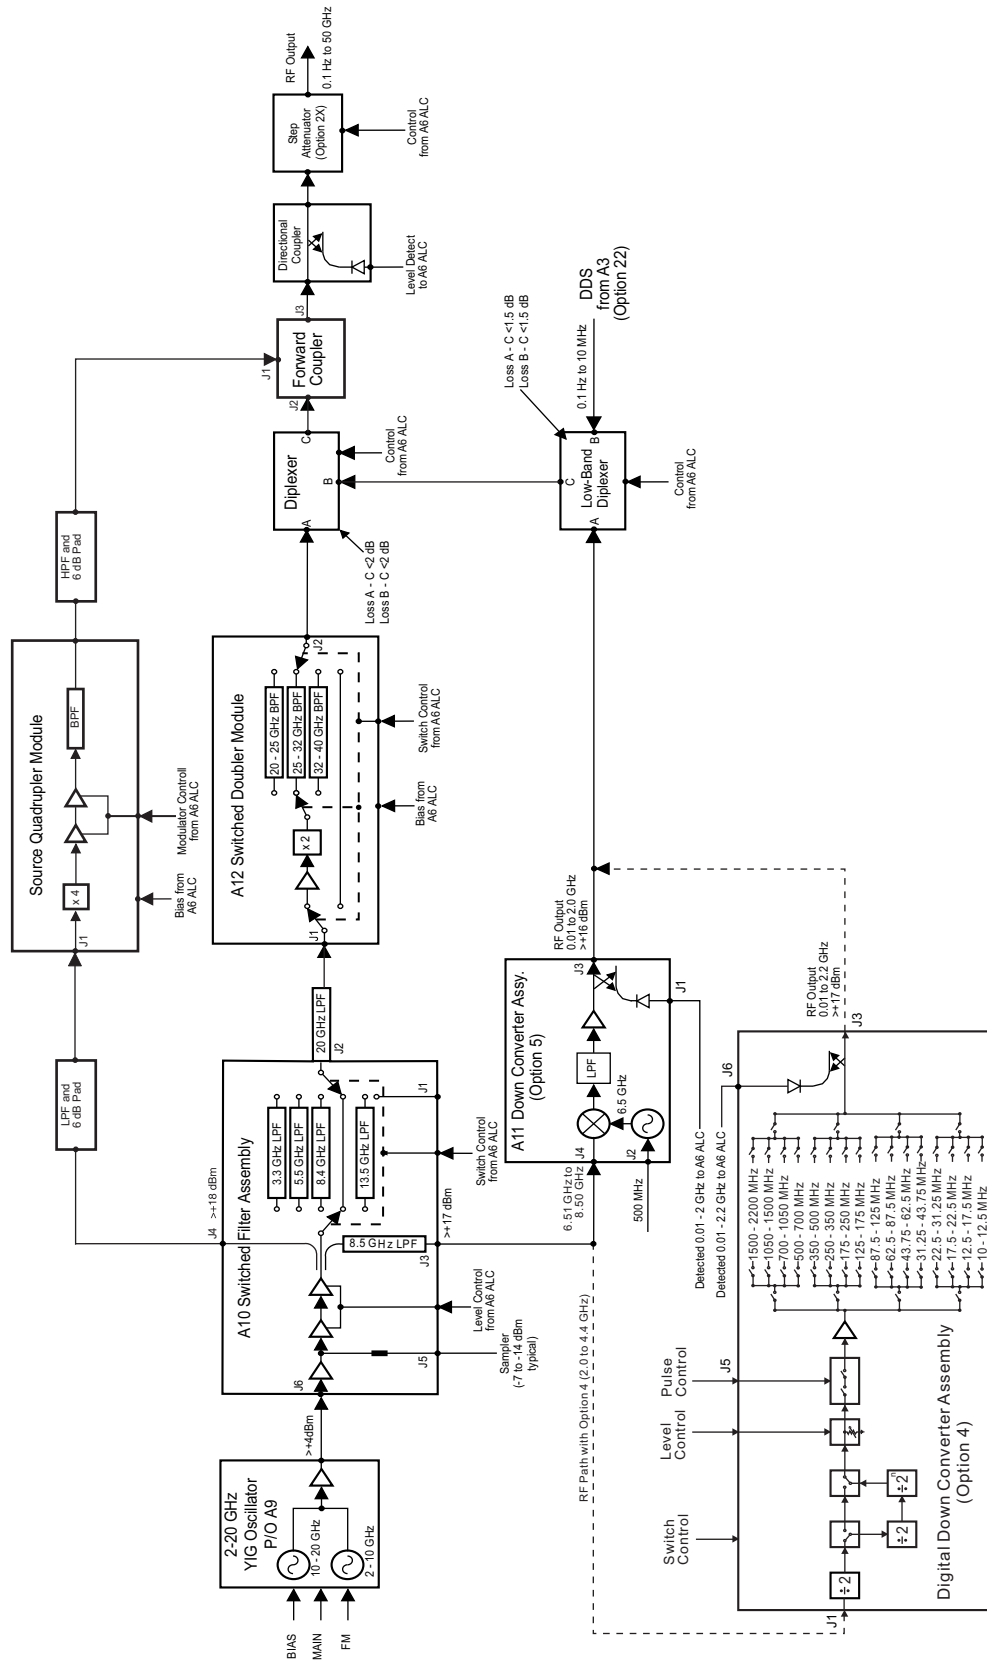 2-20 GHz
YIG Oscillator
P/O A9
10 - 20 GHz
2 - 10 GHz
BIAS
MAIN
FM
>+4dBm
A10 Switched Filter Assembly
J6
J4
>+18 dBm
3.3 GHz LPF
5.5 GHz LPF
8.4 GHz LPF
13.5 GHz LPF
8.5 GHz LPF
J3
>+17 dBm
J1
J2
20 GHz LPF
J5
Sampler
(-7 to -14 dBm
typical)
Level Control
from A6 ALC
Switch Control
from A6 ALC
LPF and
6 dB Pad
Source Quadrupler Module
J1
x 4
BPF
Bias from
A6 ALC
Modulator Controll
from A6 ALC
HPF and
6 dB Pad
A12 Switched Doubler Module
J1
x 2
20 - 25 GHz BPF
25 - 32 GHz BPF
32 - 40 GHz BPF
J2
Bias from
A6 ALC
Switch Control
from A6 ALC
Diplexer
A
B
C
Loss A - C <2 dB
Loss B - C <2 dB
Control
from A6 ALC
Forward
Coupler
J1
J2
J3
Directional
Coupler
Level Detect
to A6 ALC
Step
Attenuator
(Option 2X)
Control
from A6 ALC
RF Output
0.1 Hz to 50 GHz
A11 Down Converter Assy.
(Option 5)
J4
6.51 GHz to
8.50 GHz
LPF
6.5 GHz
J2
500 MHz
J3
J1
RF Output
0.01 to 2.0 GHz
>+16 dBm
Detected 0.01 - 2 GHz to A6 ALC
Detected 0.01 - 2.2 GHz to A6 ALC
Low-Band
Diplexer
A
B
C
Loss A - C <1.5 dB
Loss B - C <1.5 dB
Control
from A6 ALC
0.1 Hz to 10 MHz
DDS
from A3
(Option 22)
RF Path with Option 4 (2.0 to 4.4 GHz)
Digital Down Converter Assembly
(Option 4)
J1
÷2
÷2
÷2
n
Switch
Control
Level
Control
Pulse
Control
J5
J6
J3
RF Output
0.01 to 2.2 GHz
>+17 dBm
1500 - 2200 MHz
1050 - 1500 MHz
700 - 1050 MHz
500 - 700 MHz
350 - 500 MHz
250 - 350 MHz
175 - 250 MHz
125 - 175 MHz
87.5 - 125 MHz
62.5 - 87.5 MHz
43.75 - 62.5 MHz
31.25 - 43.75 MHz
22.5 - 31.25 MHz
17.5 - 22.5 MHz
12.5 - 17.5 MHz
10 - 12.5 MHz